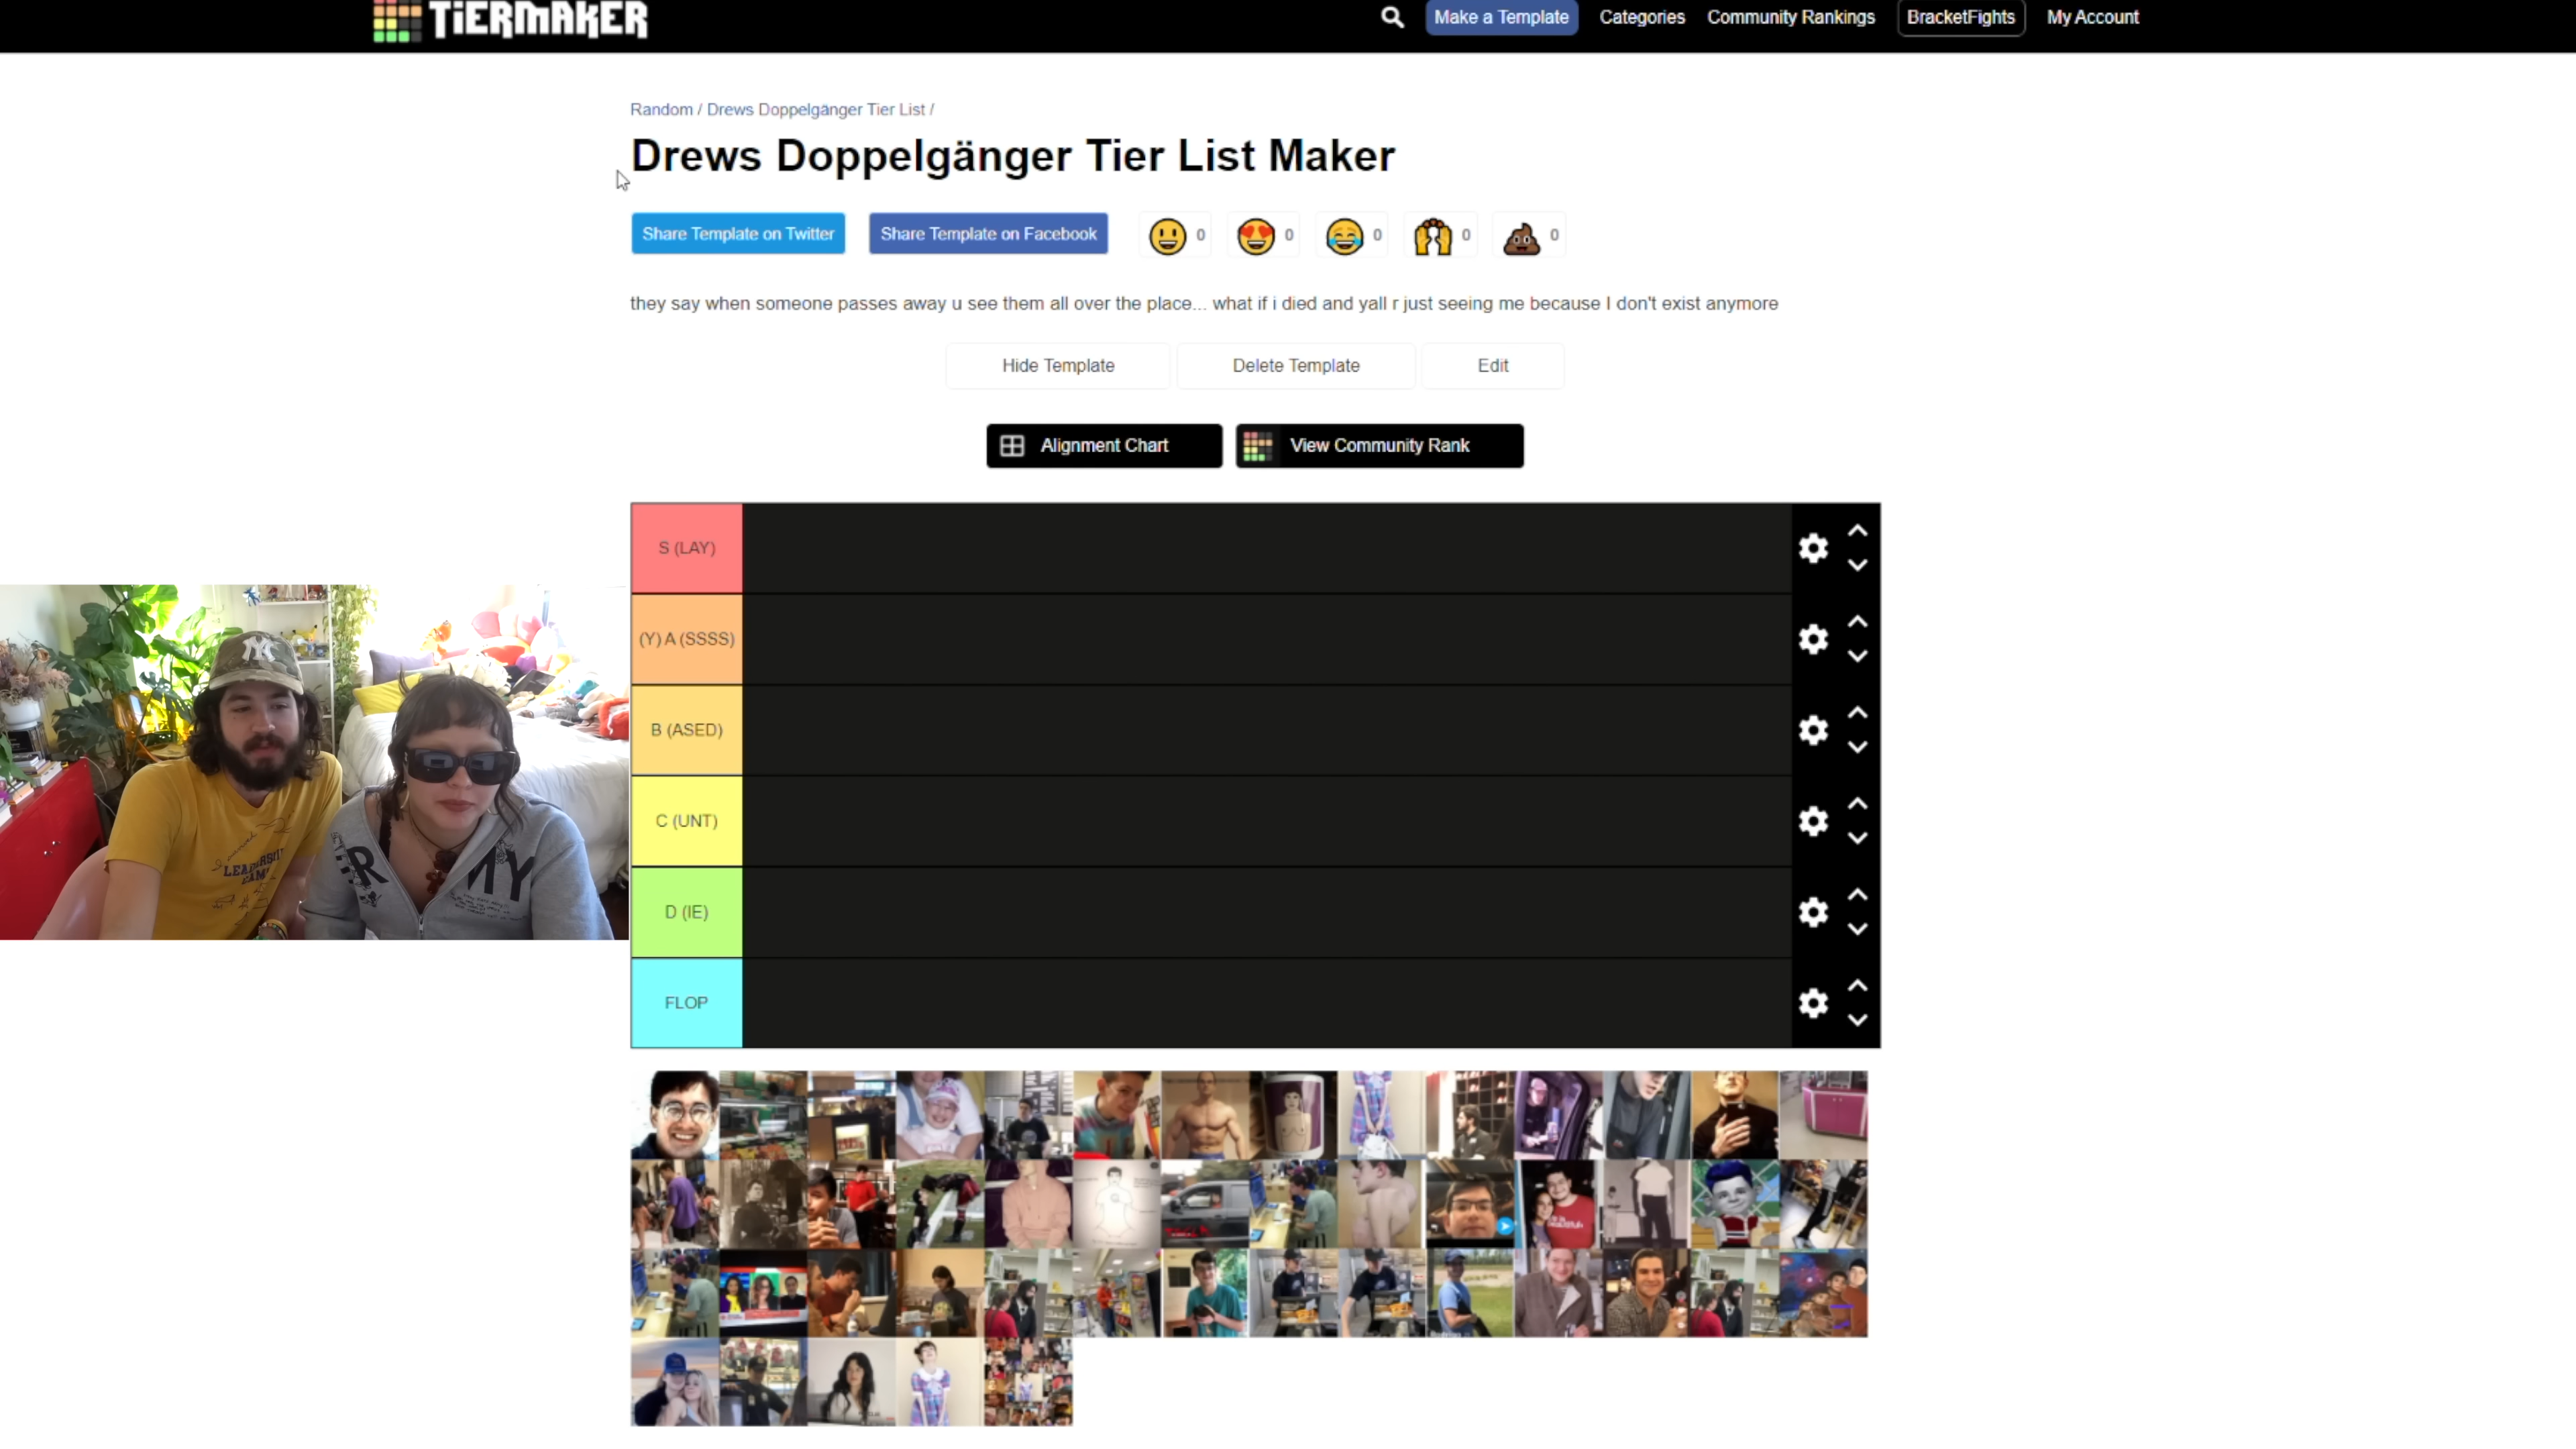 TiERMAKER
Make a Template
Categories
Community Rankings
BracketFights
My Account
Random / Drews Doppelgänger Tier List /
Drews Doppelgänger Tier List Maker
Share Template on Twitter
Share Template on Facebook
0
0
0
0
0
they say when someone passes away u see them all over the place... what if i died and yall r just seeing me because I don't exist anymore
Hide Template
Delete Template
Edit
Alignment Chart
View Community Rank
S (LAY)
(Y) A (SSSS)
B (ASED)
C (UNT)
D (IE)
FLOP
NY
MY